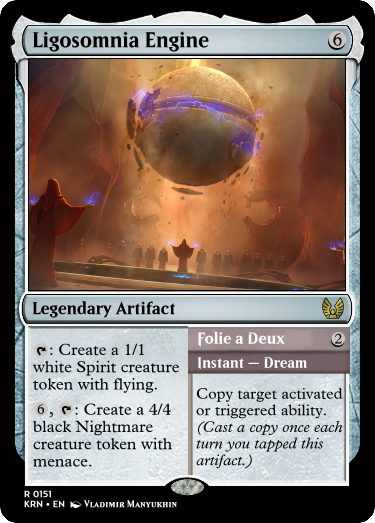 Ligosomnia Engine 6
Legendary Artifact
: Create a 1/1
white Spirit creature
token with flying.
6 , : Create a 4/4
black Nightmare
creature token with
menace.
Folie a Deux 2
Instant — Dream
Copy target activated
or triggered ability.
(Cast a copy once each
turn you tapped this
artifact.)
R 0151
KRN • EN Vladimir Manyukhin